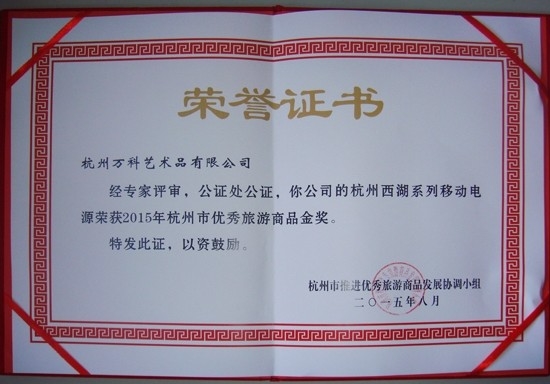 荣誉证书
杭州万科艺术品有限公司
经专家评审，公证处公证，你公司的杭州西湖系列移动电
源荣获2015年杭州市优秀旅游商品金奖。
特发此证，以资鼓励。
杭州市推进优秀旅游商品发展协调小组
二〇一五年八月